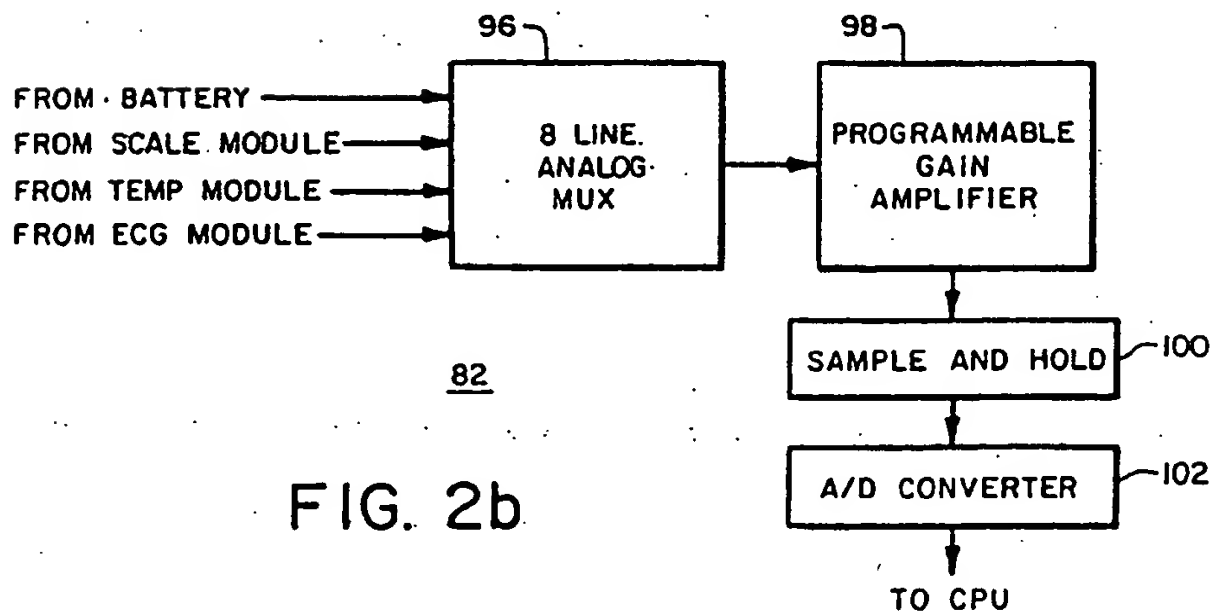 96
98
FROM BATTERY
FROM SCALE MODULE
FROM TEMP MODULE
FROM ECG MODULE
8 LINE
ANALOG
MUX
PROGRAMMABLE
GAIN
AMPLIFIER
SAMPLE AND HOLD
100
82
A/D CONVERTER
102
FIG. 2b
TO CPU